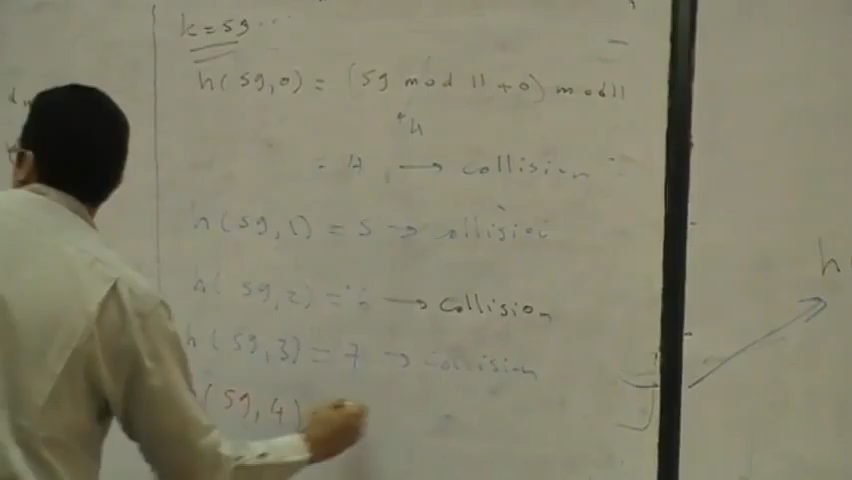 k = 59
h(59,0) = (59 mod 11 + 0) mod 11
4
= 4 → collision
h(59,1) = 5 → collision
h(59,2) = 6 → collision
h(59,3) = 7 → collision
h(59,4)
h